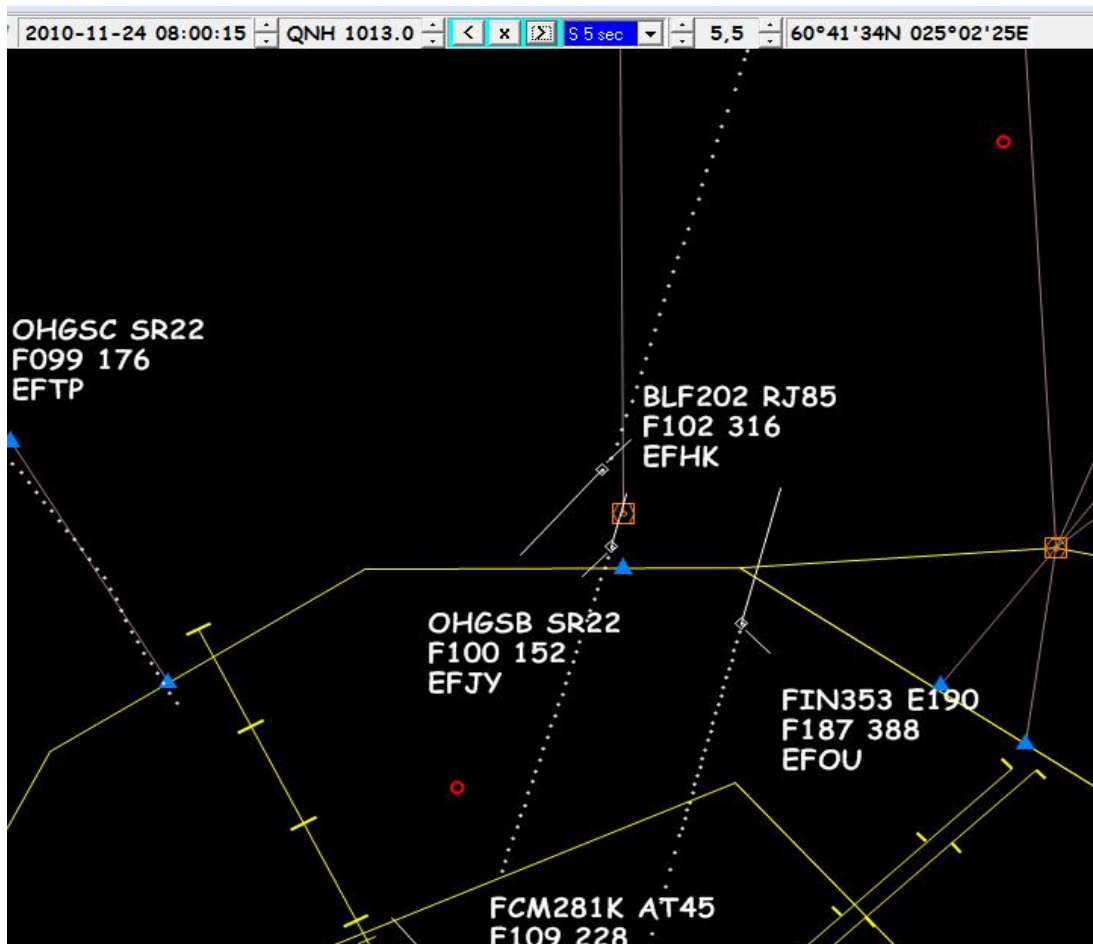 2010-11-24 08:00:15 QNH 1013.0 < x Σ S 5 sec 5,5 60°41'34N 025°02'25E
OHGSC SR22
F099 176
EFTP
BLF202 RJ85
F102 316
EFHK
OHGSB SR22
F100 152
EFJY
FIN353 E190
F187 388
EFOU
FCM281K AT45
F109 228